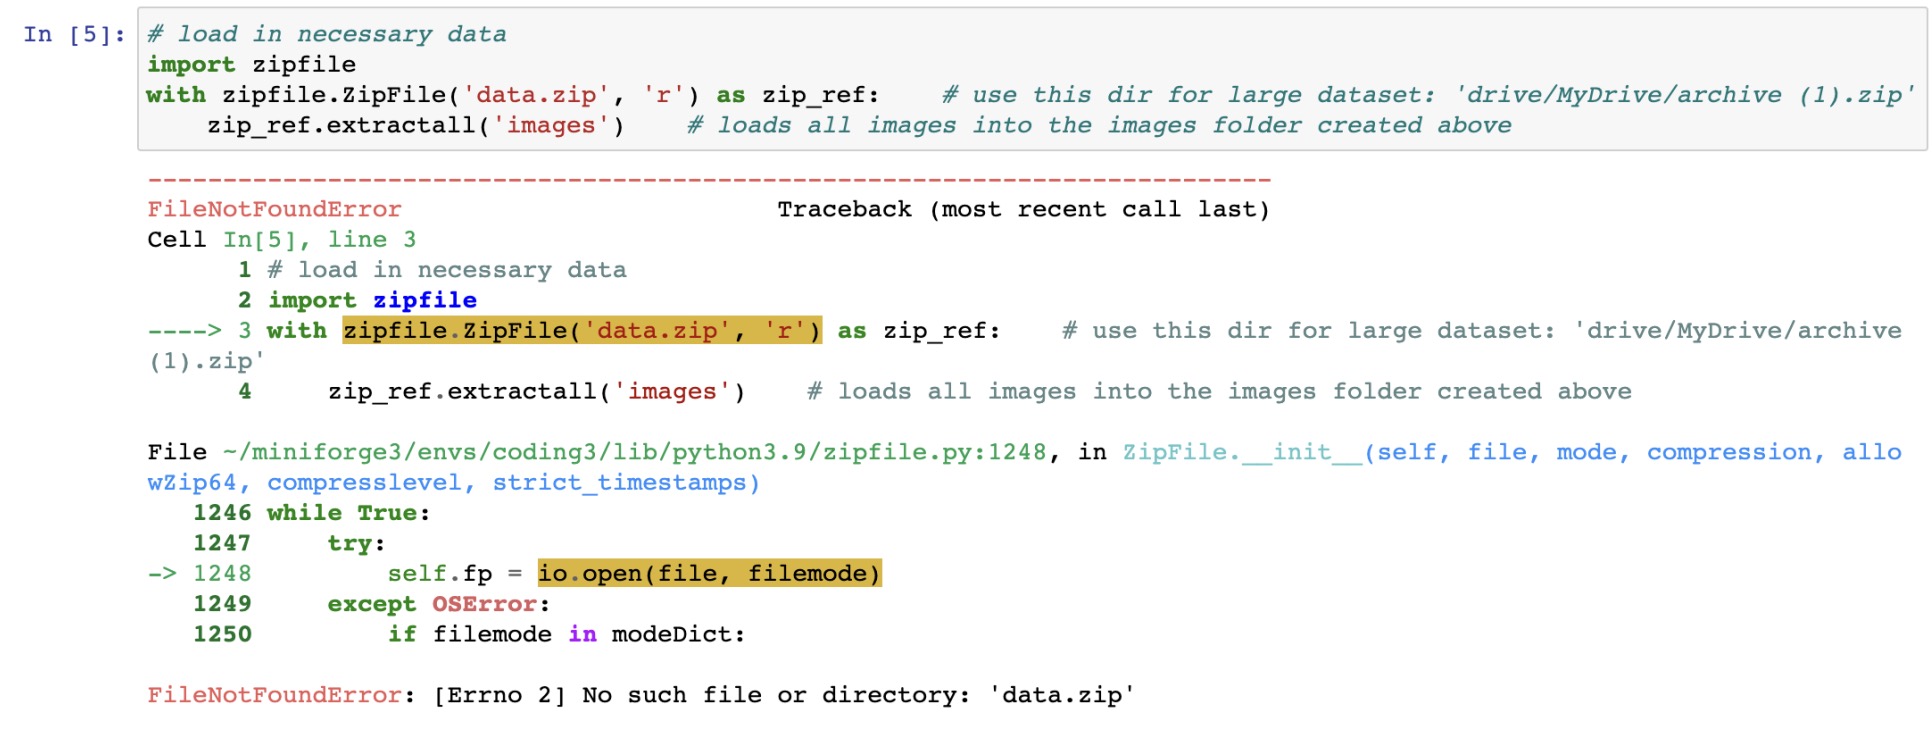 In [5]: # load in necessary data
import zipfile
with zipfile.ZipFile('data.zip', 'r') as zip_ref:    # use this dir for large dataset: 'drive/MyDrive/archive (1).zip'
    zip_ref.extractall('images')    # loads all images into the images folder created above
---------------------------------------------------------------------------
FileNotFoundError                         Traceback (most recent call last)
Cell In[5], line 3
      1 # load in necessary data
      2 import zipfile
----> 3 with zipfile.ZipFile('data.zip', 'r') as zip_ref:    # use this dir for large dataset: 'drive/MyDrive/archive
(1).zip'
      4     zip_ref.extractall('images')    # loads all images into the images folder created above
File ~/miniforge3/envs/coding3/lib/python3.9/zipfile.py:1248, in ZipFile.__init__(self, file, mode, compression, allo
wZip64, compresslevel, strict_timestamps)
   1246 while True:
   1247     try:
-> 1248         self.fp = io.open(file, filemode)
   1249     except OSError:
   1250         if filemode in modeDict:
FileNotFoundError: [Errno 2] No such file or directory: 'data.zip'